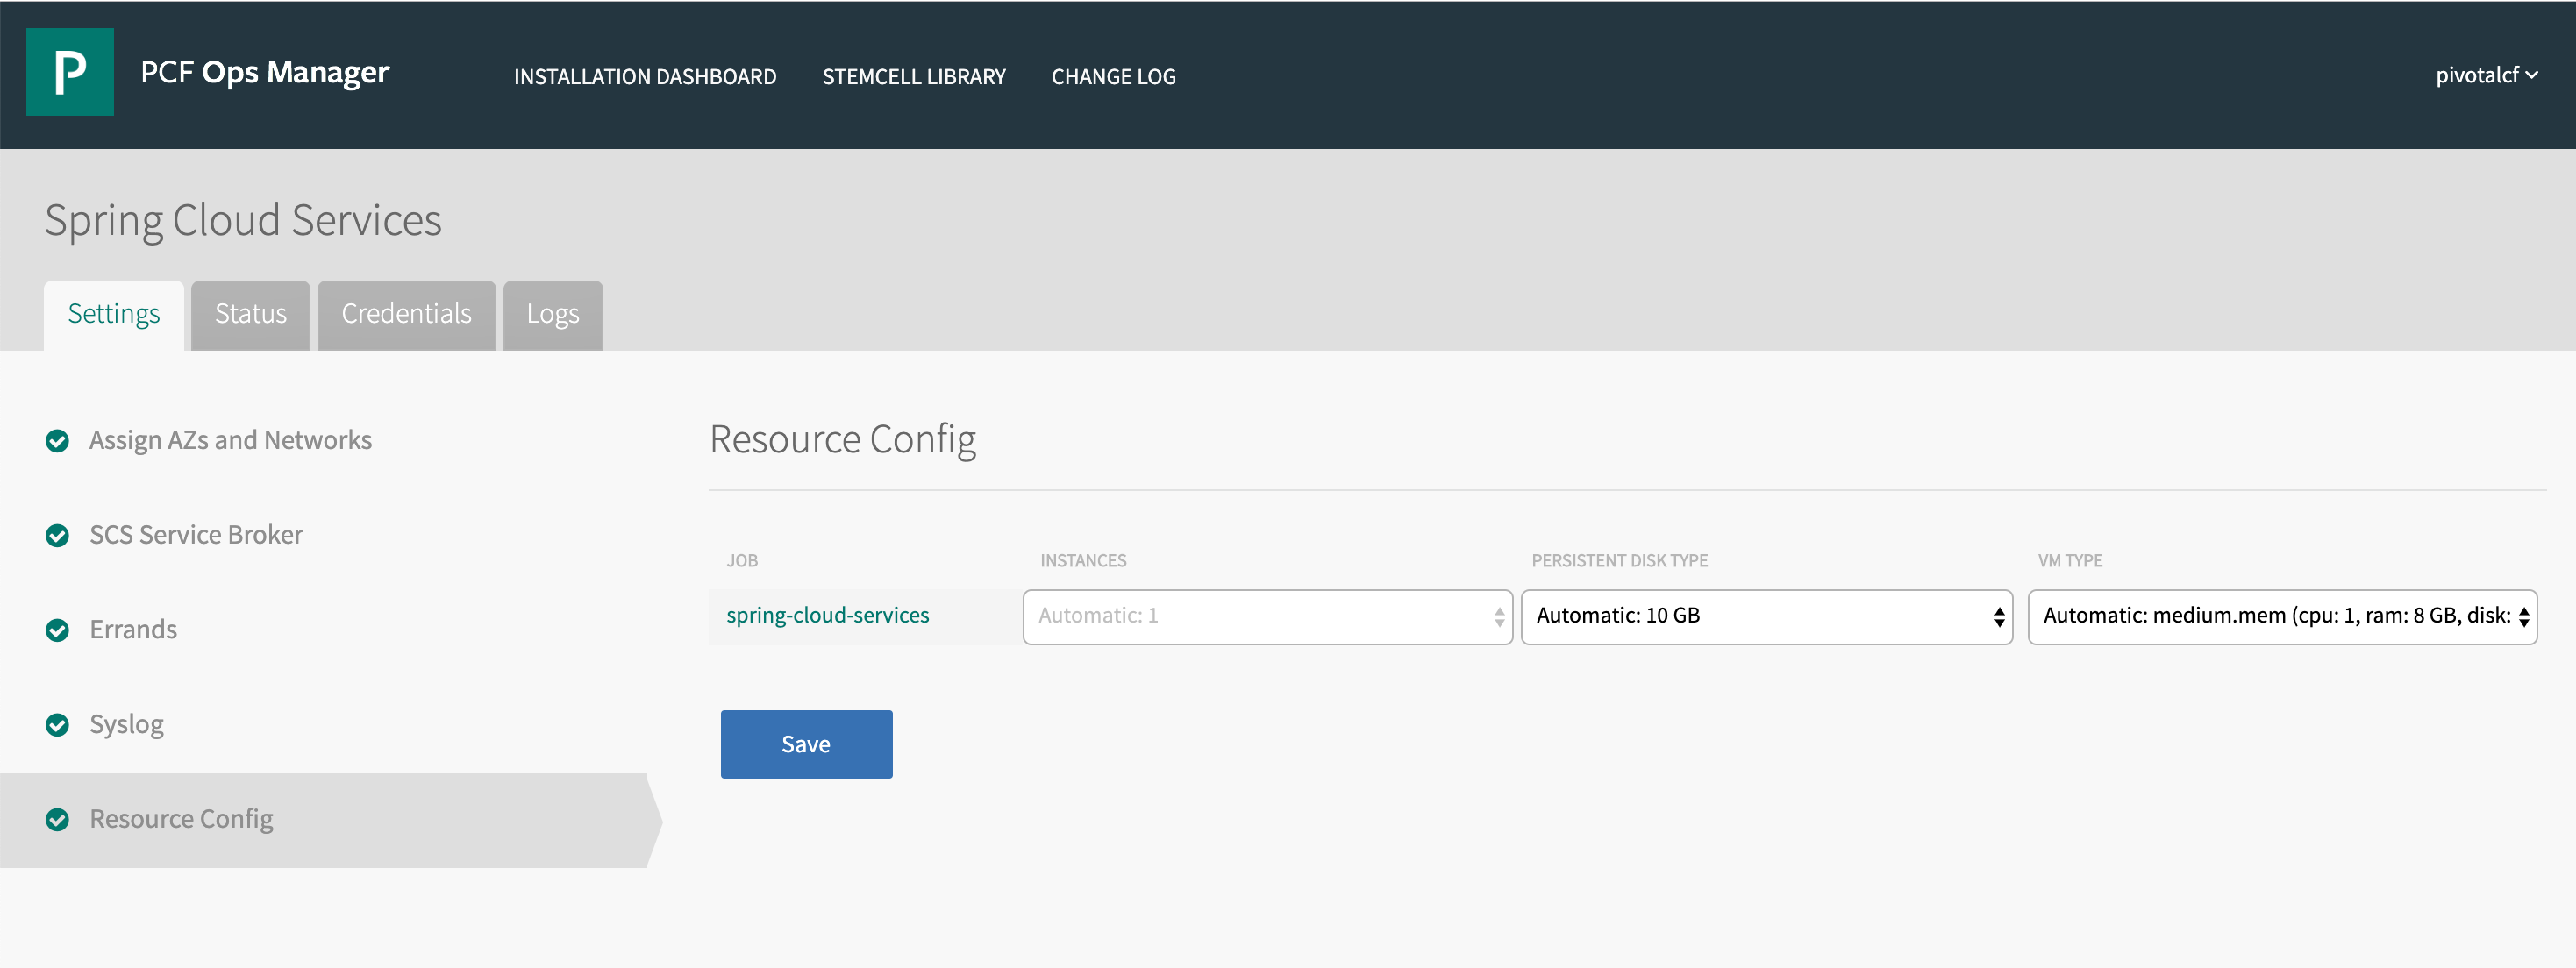 P
PCF Ops Manager
INSTALLATION DASHBOARD
STEMCELL LIBRARY
CHANGE LOG
pivotalcf
Spring Cloud Services
Settings
Status
Credentials
Logs
Assign AZs and Networks
SCS Service Broker
Errands
Syslog
Resource Config
Resource Config
JOB
INSTANCES
PERSISTENT DISK TYPE
VM TYPE
spring-cloud-services
Automatic: 1
Automatic: 10 GB
Automatic: medium.mem (cpu: 1, ram: 8 GB, disk:
Save